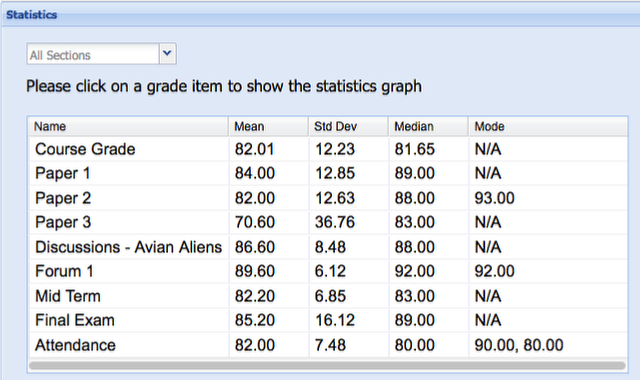 Statistics
All Sections
Please click on a grade item to show the statistics graph
Name Mean Std Dev Median Mode
Course Grade 82.01 12.23 81.65 N/A
Paper 1 84.00 12.85 89.00 N/A
Paper 2 82.00 12.63 88.00 93.00
Paper 3 70.60 36.76 83.00 N/A
Discussions - Avian Aliens 86.60 8.48 88.00 N/A
Forum 1 89.60 6.12 92.00 92.00
Mid Term 82.20 6.85 83.00 N/A
Final Exam 85.20 16.12 89.00 N/A
Attendance 82.00 7.48 80.00 90.00, 80.00